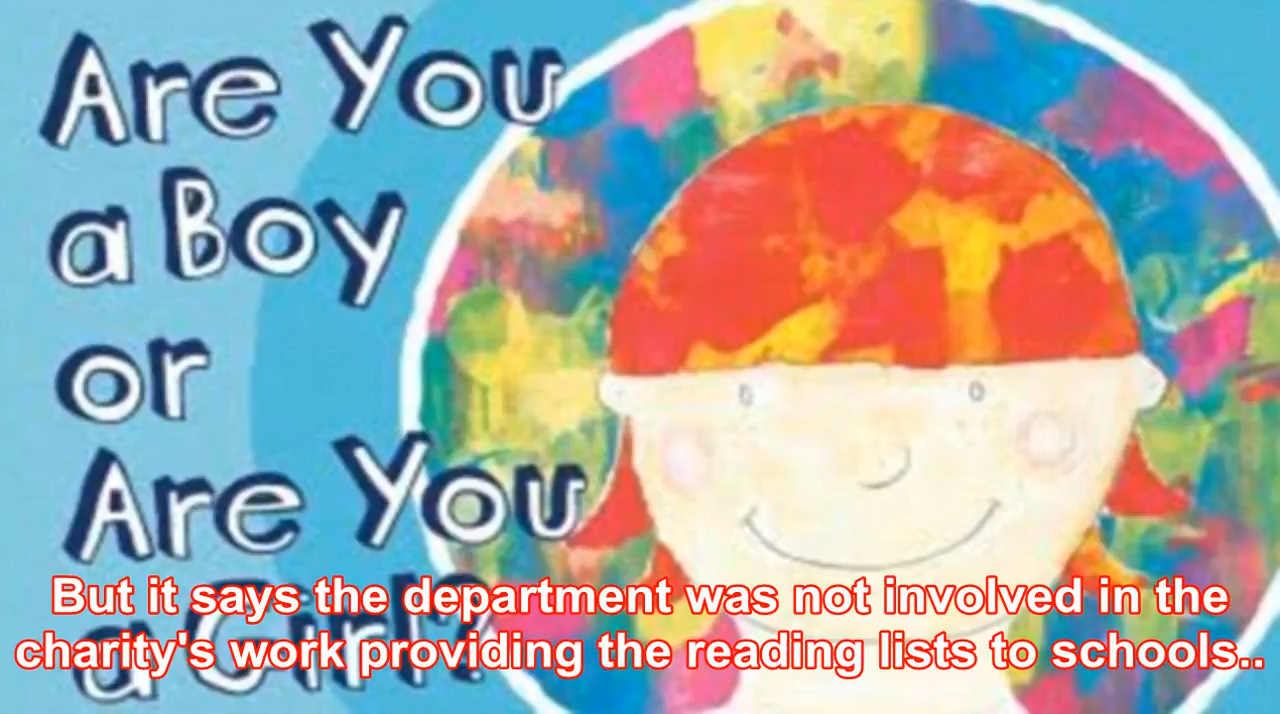 Are You
a Boy
or
Are You
a Girl?
But it says the department was not involved in the
charity's work providing the reading lists to schools..